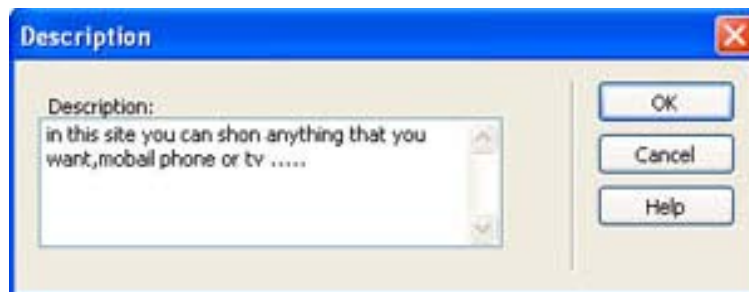 Description
Description:
in this site you can shon anything that you
want,mobail phone or tv .....
OK
Cancel
Help